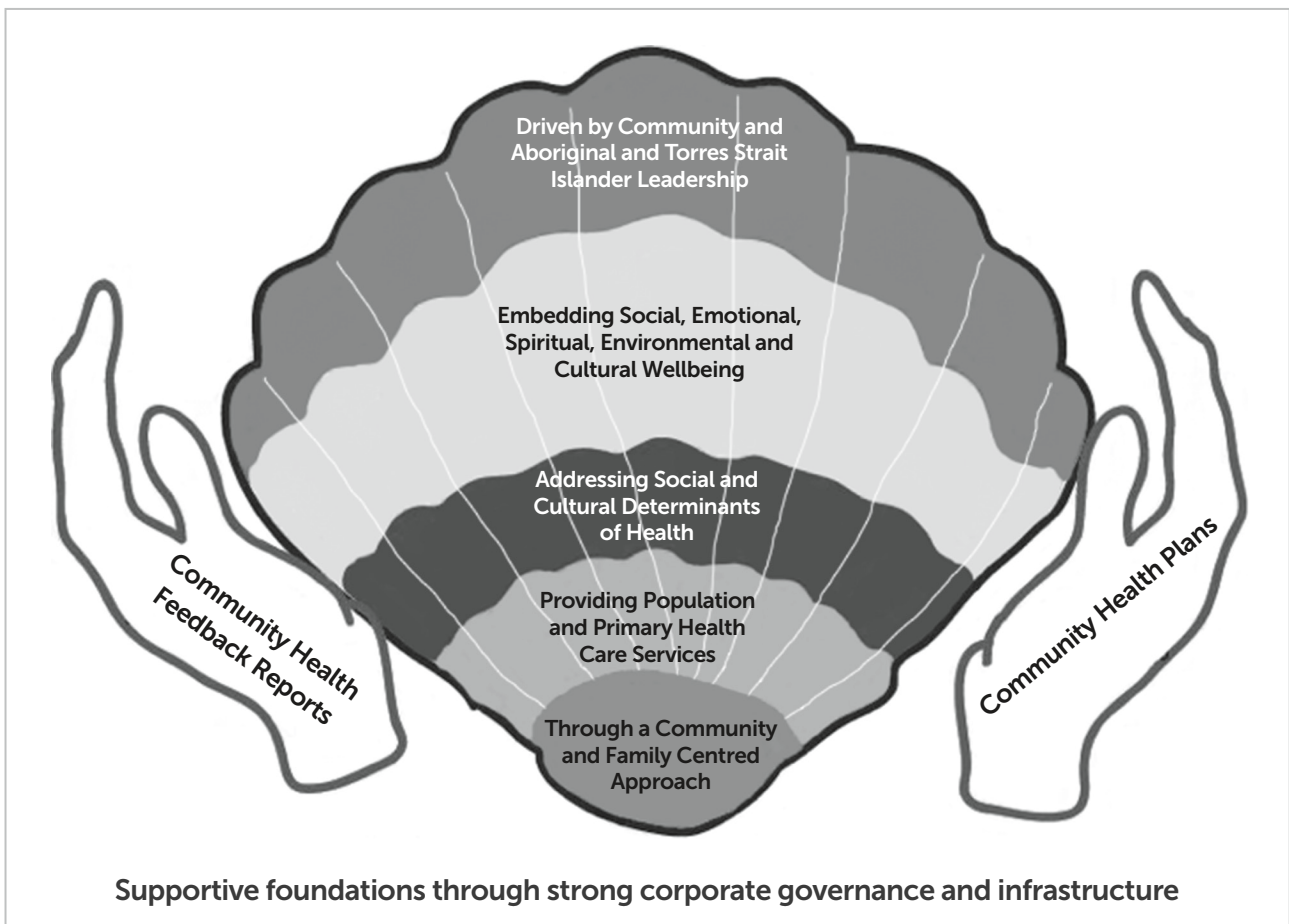 Driven by Community and
Aboriginal and Torres Strait
Islander Leadership
Embedding Social, Emotional,
Spiritual, Environmental and
Cultural Wellbeing
Addressing Social and
Cultural Determinants
of Health
Providing Population
and Primary Health
Care Services
Through a Community
and Family Centred
Approach
Community Health
Feedback Reports
Community Health Plans
Supportive foundations through strong corporate governance and infrastructure